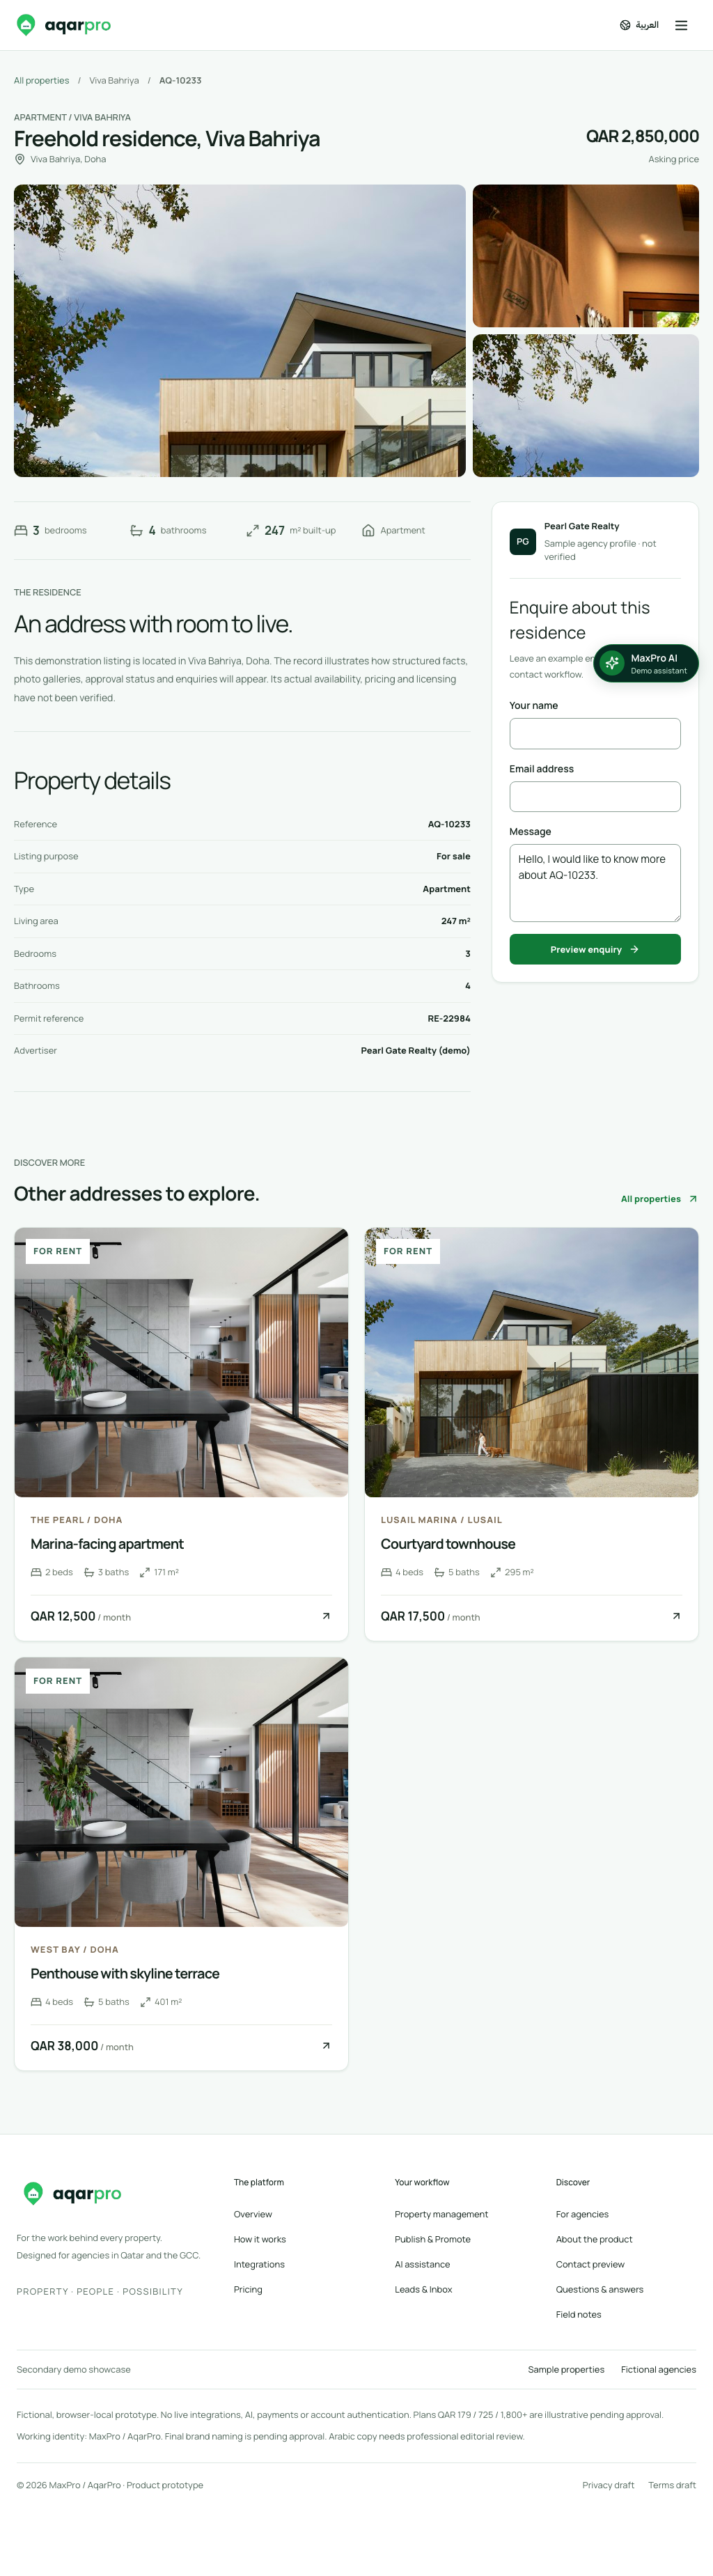 aqarpro
العربية
All properties / Viva Bahriya / AQ-10233
APARTMENT / VIVA BAHRIYA
Freehold residence, Viva Bahriya
Viva Bahriya, Doha
QAR 2,850,000
Asking price
3 bedrooms
4 bathrooms
247 m² built-up
Apartment
THE RESIDENCE
An address with room to live.
This demonstration listing is located in Viva Bahriya, Doha. The record illustrates how structured facts,
photo galleries, approval status and enquiries will appear. Its actual availability, pricing and licensing
have not been verified.
Property details
Reference AQ-10233
Listing purpose For sale
Type Apartment
Living area 247 m²
Bedrooms 3
Bathrooms 4
Permit reference RE-22984
Advertiser Pearl Gate Realty (demo)
PG
Pearl Gate Realty
Sample agency profile · not
verified
Enquire about this
residence
Leave an example
contact workflow.
MaxPro AI
Demo assistant
Your name
Email address
Message
Hello, I would like to know more
about AQ-10233.
Preview enquiry
DISCOVER MORE
Other addresses to explore.
All properties
FOR RENT
THE PEARL / DOHA
Marina-facing apartment
2 beds 3 baths 171 m²
QAR 12,500 / month
FOR RENT
LUSAIL MARINA / LUSAIL
Courtyard townhouse
4 beds 5 baths 295 m²
QAR 17,500 / month
FOR RENT
WEST BAY / DOHA
Penthouse with skyline terrace
4 beds 5 baths 401 m²
QAR 38,000 / month
aqarpro
For the work behind every property.
Designed for agencies in Qatar and the GCC.
PROPERTY · PEOPLE · POSSIBILITY
The platform
Overview
How it works
Integrations
Pricing
Your workflow
Property management
Publish & Promote
AI assistance
Leads & Inbox
Discover
For agencies
About the product
Contact preview
Questions & answers
Field notes
Secondary demo showcase
Sample properties Fictional agencies
Fictional, browser-local prototype. No live integrations, AI, payments or account authentication. Plans QAR 179 / 725 / 1,800+ are illustrative pending approval.
Working identity: MaxPro / AqarPro. Final brand naming is pending approval. Arabic copy needs professional editorial review.
© 2026 MaxPro / AqarPro · Product prototype
Privacy draft Terms draft